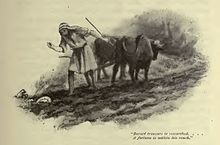 "Buried treasure is unearthed, . . .
A fortune is within his reach."